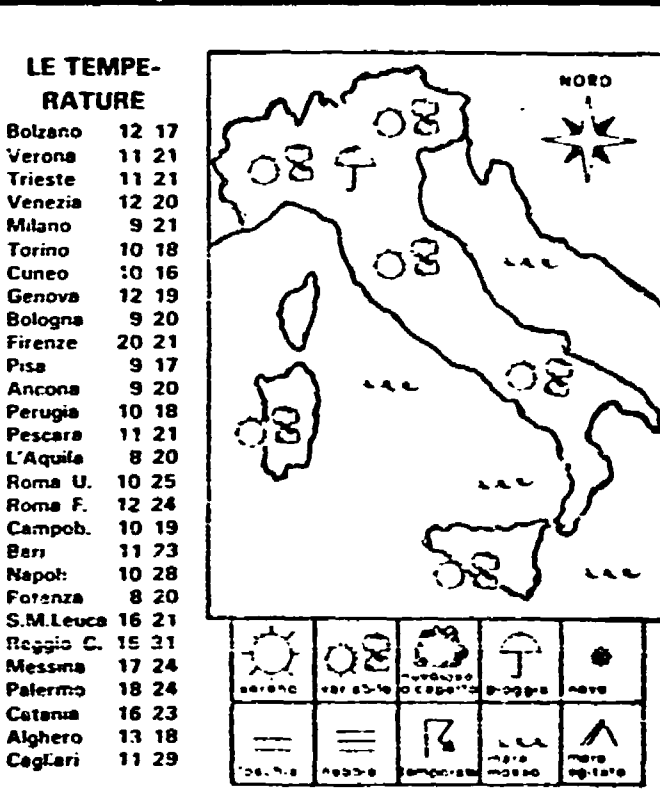 LE TEMPE-
RATURE
Bolzano 12 17
Verona 11 21
Trieste 11 21
Venezia 12 20
Milano 9 21
Torino 10 18
Cuneo 10 16
Genova 12 19
Bologna 9 20
Firenze 20 21
Pisa 9 17
Ancona 9 20
Perugia 10 18
Pescara 11 21
L'Aquila 8 20
Roma U. 10 25
Roma F. 12 24
Campob. 10 19
Bari 11 23
Napoli 10 28
Potenza 8 20
S.M.Leuca 16 21
Reggio C. 15 31
Messina 17 24
Palermo 18 24
Catania 16 23
Alghero 13 18
Cagliari 11 29
NORD
sereno variabile nuvoloso o coperto pioggia neve
foschia nebbia temporale mare mosso mare agitato